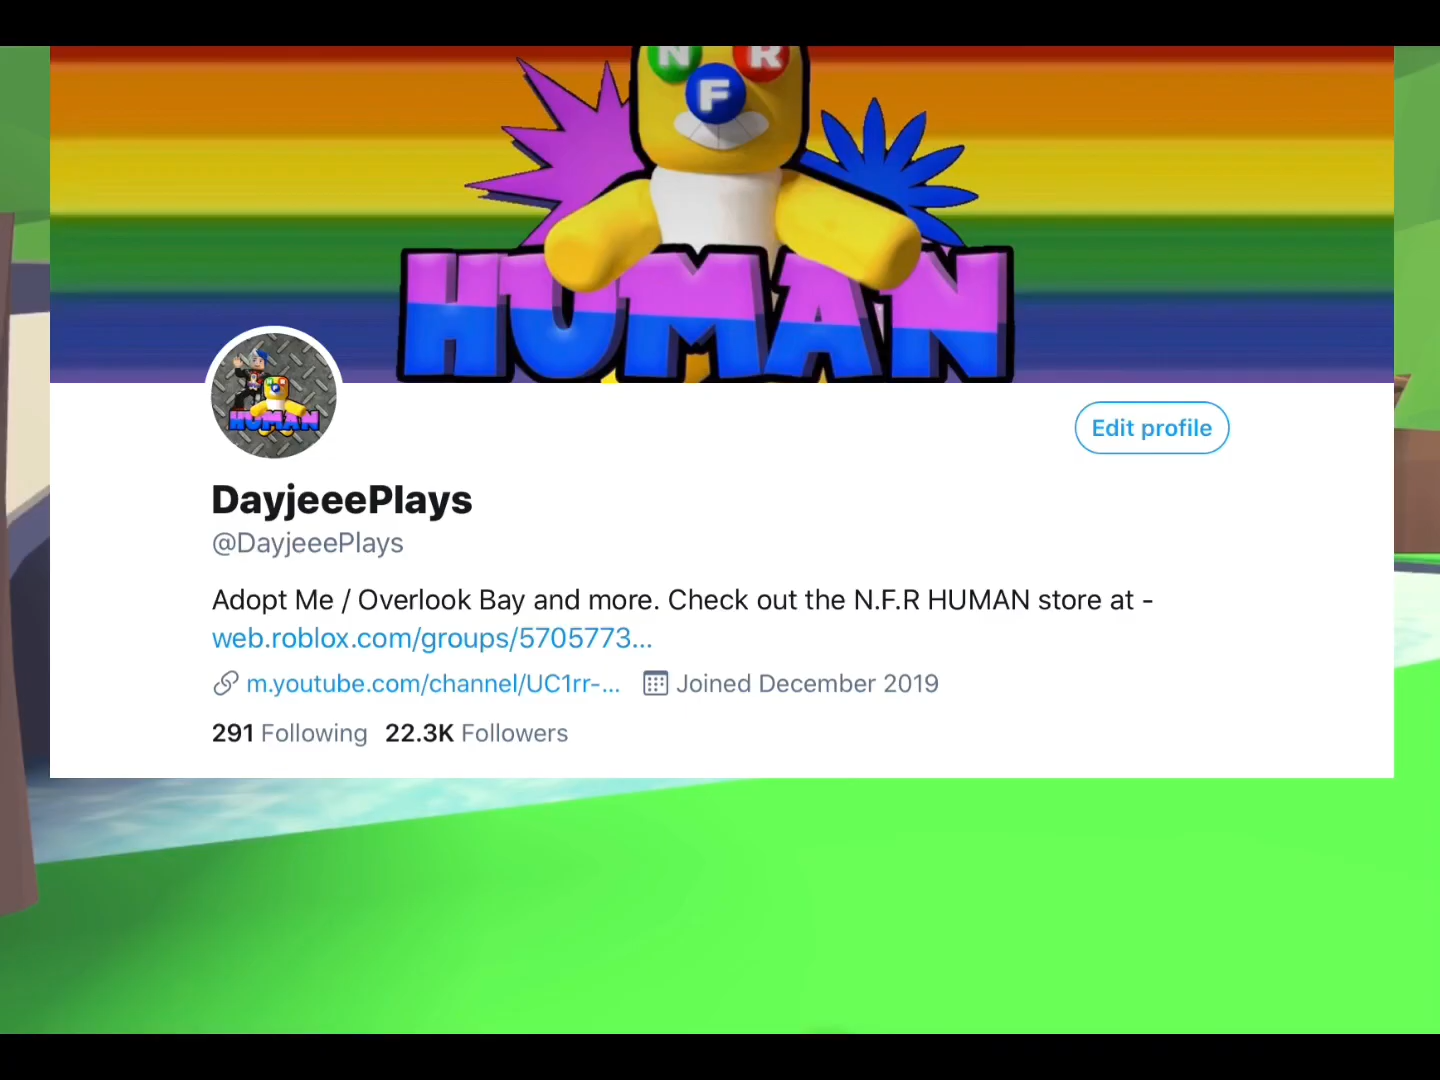 N R
F
HUMAN
HUMAN
Edit profile
DayjeeePlays
@DayjeeePlays
Adopt Me / Overlook Bay and more. Check out the N.F.R HUMAN store at -
web.roblox.com/groups/5705773...
m.youtube.com/channel/UC1rr-... Joined December 2019
291 Following 22.3K Followers